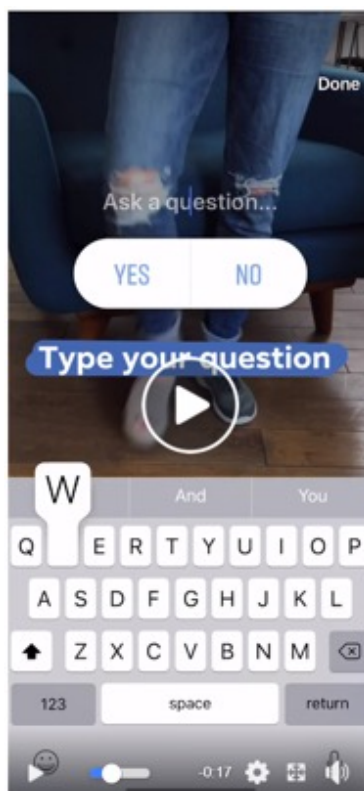 Done
Ask a question...
YES NO
Type your question
W And You
Q E R T Y U I O P
A S D F G H J K L
Z X C V B N M
123 space return
-0:17